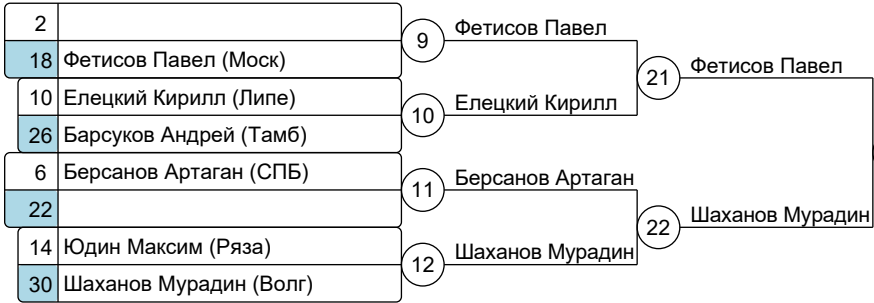 2
9
Фетисов Павел
18 Фетисов Павел (Моск)
21
Фетисов Павел
10 Елецкий Кирилл (Липе)
10
Елецкий Кирилл
26 Барсуков Андрей (Тамб)
6 Берсанов Артаган (СПБ)
11
Берсанов Артаган
22
22
Шаханов Мурадин
14 Юдин Максим (Ряза)
12
Шаханов Мурадин
30 Шаханов Мурадин (Волг)